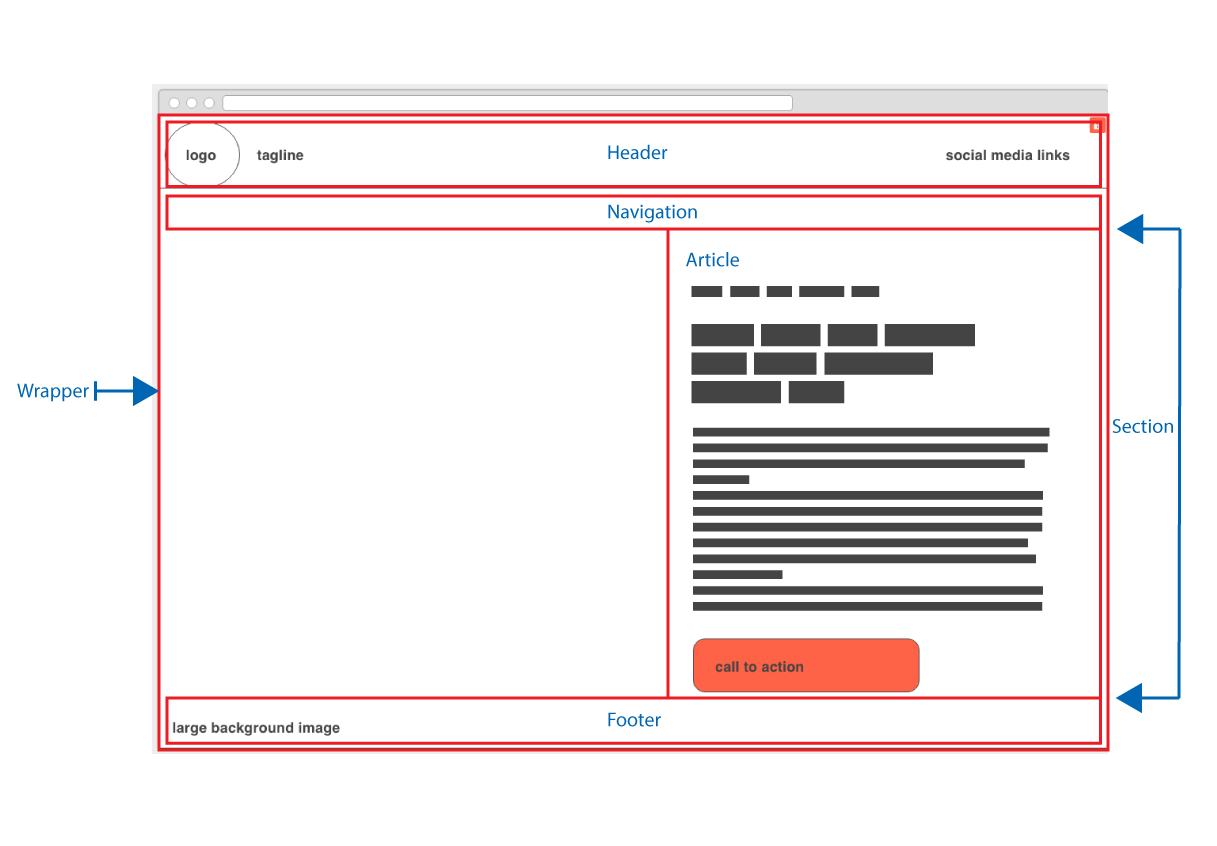 logo
tagline
Header
social media links
Navigation
Article
Wrapper
Section
call to action
large background image
Footer